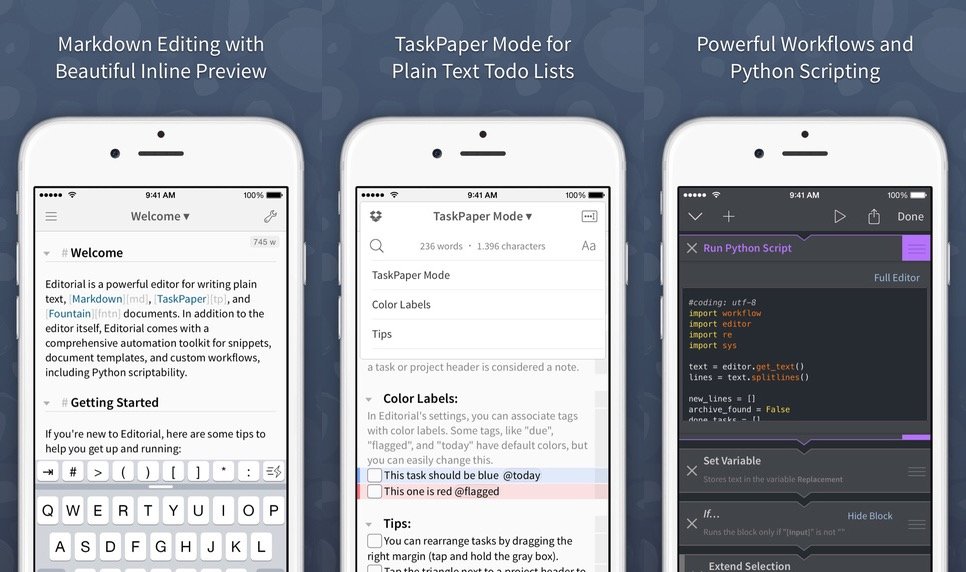 Markdown Editing with
Beautiful Inline Preview
9:41 AM
100%
Welcome ▾
745 w
# Welcome
Editorial is a powerful editor for writing plain
text, [Markdown][md], [TaskPaper][tp], and
[Fountain][fntn] documents. In addition to the
editor itself, Editorial comes with a
comprehensive automation toolkit for snippets,
document templates, and custom workflows,
including Python scriptability.
# Getting Started
If you're new to Editorial, here are some tips to
help you get up and running:
⇥ # > ( ) [ ] * :
Q W E R T Y U I O P
A S D F G H J K L
TaskPaper Mode for
Plain Text Todo Lists
9:41 AM
100%
TaskPaper Mode ▾
236 words · 1.396 characters
Aa
TaskPaper Mode
Color Labels
Tips
a task or project header is considered a note.
Color Labels:
In Editorial's settings, you can associate tags
with color labels. Some tags, like "due",
"flagged", and "today" have default colors, but
you can easily change this.
This task should be blue @today
This one is red @flagged
Tips:
You can rearrange tasks by dragging the
right margin (tap and hold the gray box).
Tap the triangle next to a project header to
Powerful Workflows and
Python Scripting
9:41 AM
100%
Done
Run Python Script
Full Editor
#coding: utf-8
import workflow
import editor
import re
import sys
text = editor.get_text()
lines = text.splitlines()
new_lines = []
archive_found = False
done_tasks = []
Set Variable
Stores text in the variable Replacement
If...
Hide Block
Runs the block only if "[Input]" is not ""
Extend Selection